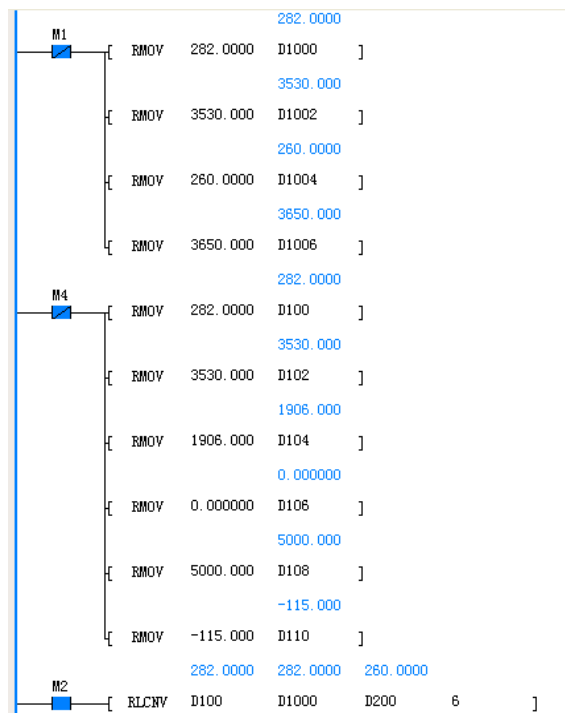 282.0000
M1
[ RMOV 282.0000 D1000 ]
3530.000
[ RMOV 3530.000 D1002 ]
260.0000
[ RMOV 260.0000 D1004 ]
3650.000
[ RMOV 3650.000 D1006 ]
282.0000
M4
[ RMOV 282.0000 D100 ]
3530.000
[ RMOV 3530.000 D102 ]
1906.000
[ RMOV 1906.000 D104 ]
0.000000
[ RMOV 0.000000 D106 ]
5000.000
[ RMOV 5000.000 D108 ]
-115.000
[ RMOV -115.000 D110 ]
282.0000 282.0000 260.0000
M2
[ RLCNV D100 D1000 D200 6 ]